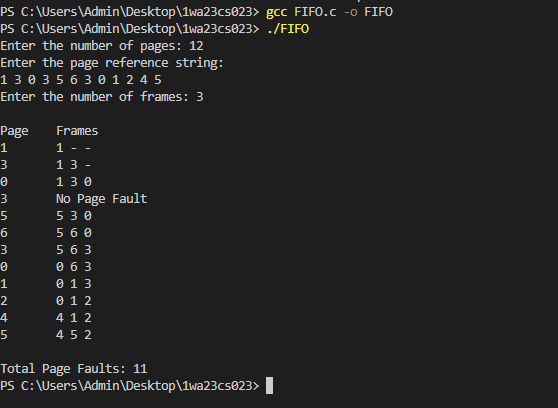 PS C:\Users\Admin\Desktop\1wa23cs023> gcc FIFO.c -o FIFO
PS C:\Users\Admin\Desktop\1wa23cs023> ./FIFO
Enter the number of pages: 12
Enter the page reference string:
1 3 0 3 5 6 3 0 1 2 4 5
Enter the number of frames: 3

Page    Frames
1       1 - -
3       1 3 -
0       1 3 0
3       No Page Fault
5       5 3 0
6       5 6 0
3       5 6 3
0       0 6 3
1       0 1 3
2       0 1 2
4       4 1 2
5       4 5 2

Total Page Faults: 11
PS C:\Users\Admin\Desktop\1wa23cs023>